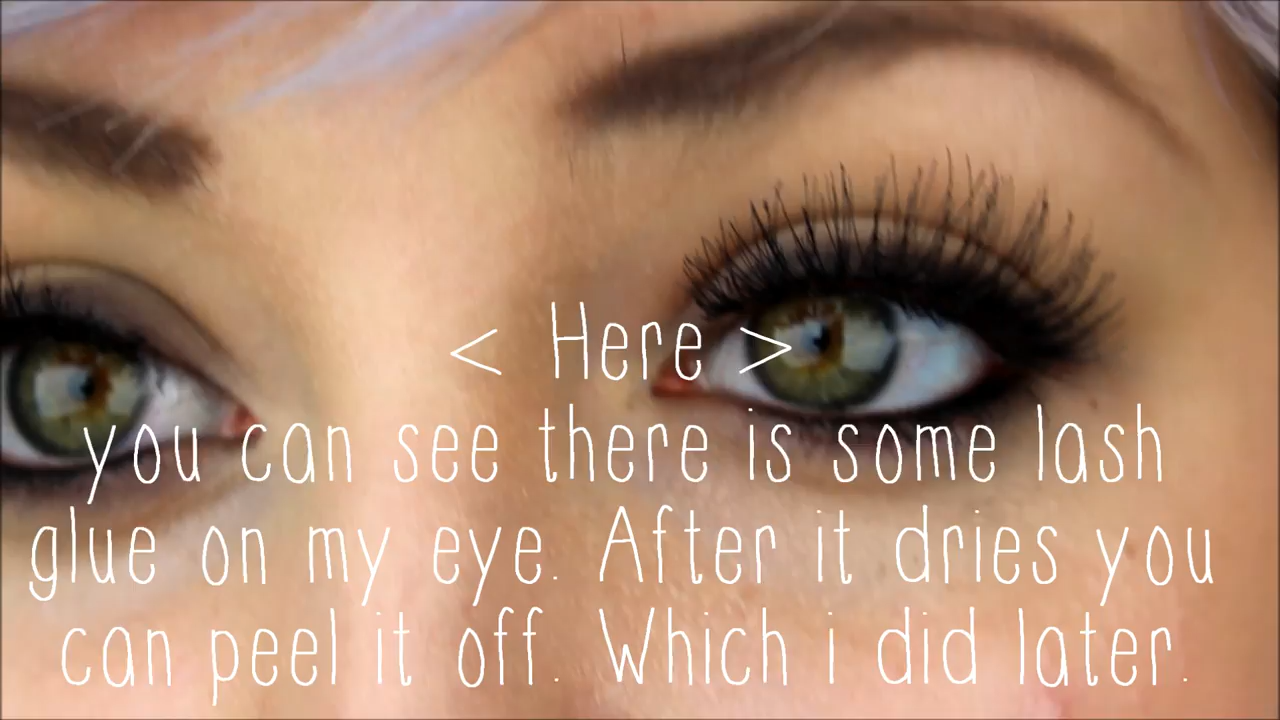 < Here >
you can see there is some lash
glue on my eye. After it dries you
can peel it off. Which i did later.